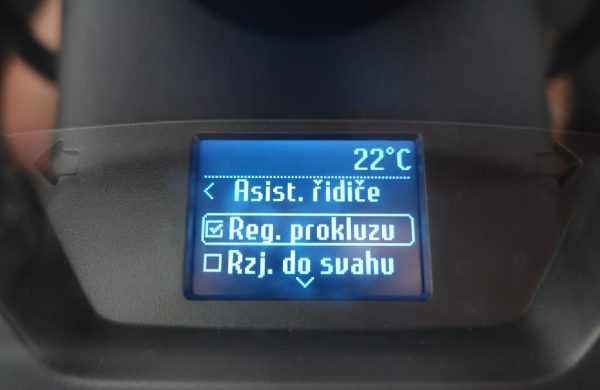 22°C
< Asist. řidiče
Reg. prokluzu
Rzj. do svahu